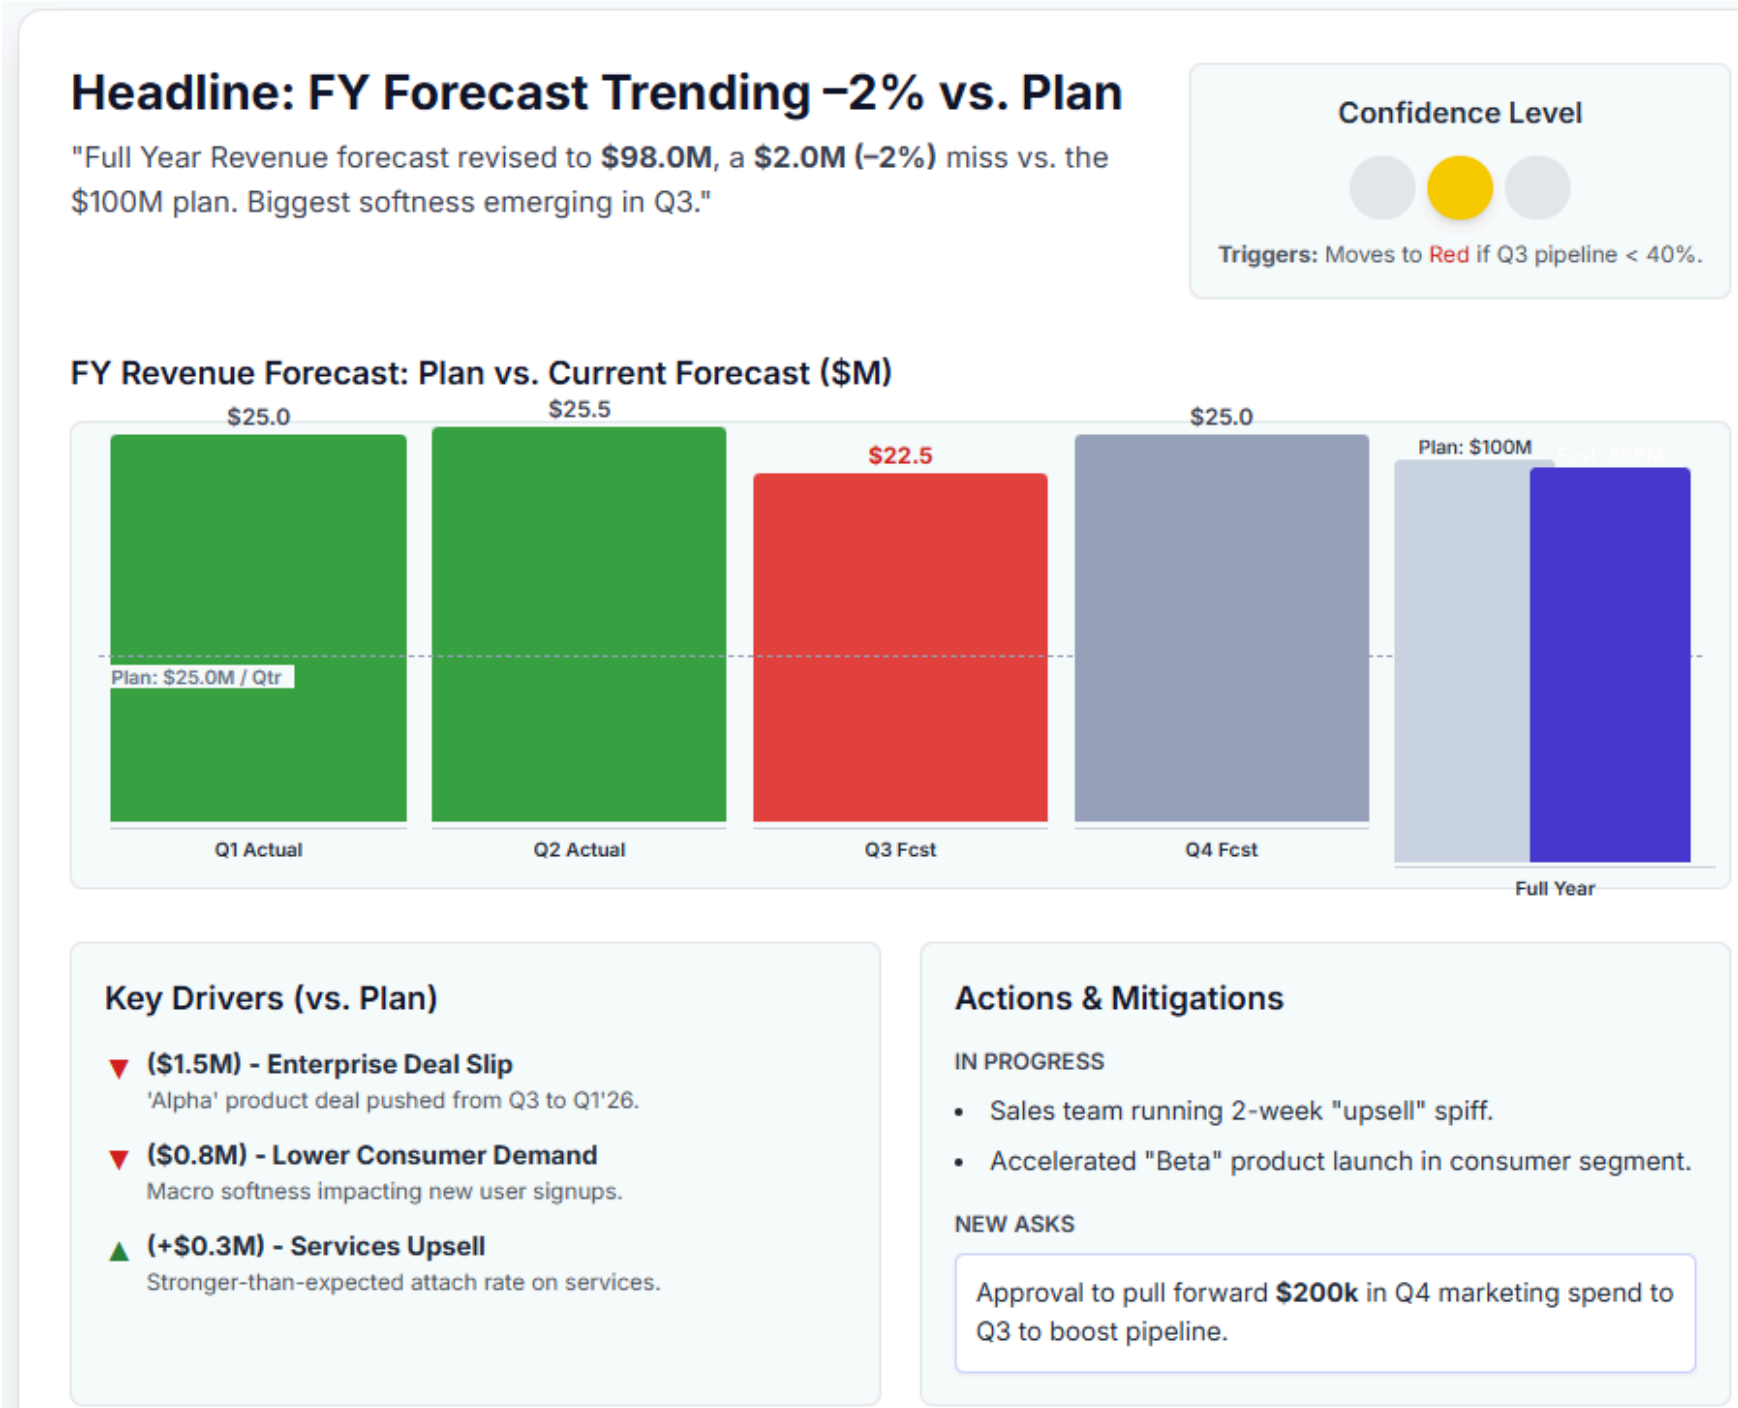 Headline: FY Forecast Trending –2% vs. Plan
"Full Year Revenue forecast revised to $98.0M, a $2.0M (–2%) miss vs. the
$100M plan. Biggest softness emerging in Q3."
Confidence Level
Triggers: Moves to Red if Q3 pipeline < 40%.
FY Revenue Forecast: Plan vs. Current Forecast ($M)
$25.0
$25.5
$22.5
$25.0
Plan: $100M
Plan: $25.0M / Qtr
Q1 Actual
Q2 Actual
Q3 Fcst
Q4 Fcst
Full Year
Key Drivers (vs. Plan)
▼ ($1.5M) - Enterprise Deal Slip
'Alpha' product deal pushed from Q3 to Q1'26.
▼ ($0.8M) - Lower Consumer Demand
Macro softness impacting new user signups.
▲ (+$0.3M) - Services Upsell
Stronger-than-expected attach rate on services.
Actions & Mitigations
IN PROGRESS
• Sales team running 2-week "upsell" spiff.
• Accelerated "Beta" product launch in consumer segment.
NEW ASKS
Approval to pull forward $200k in Q4 marketing spend to
Q3 to boost pipeline.